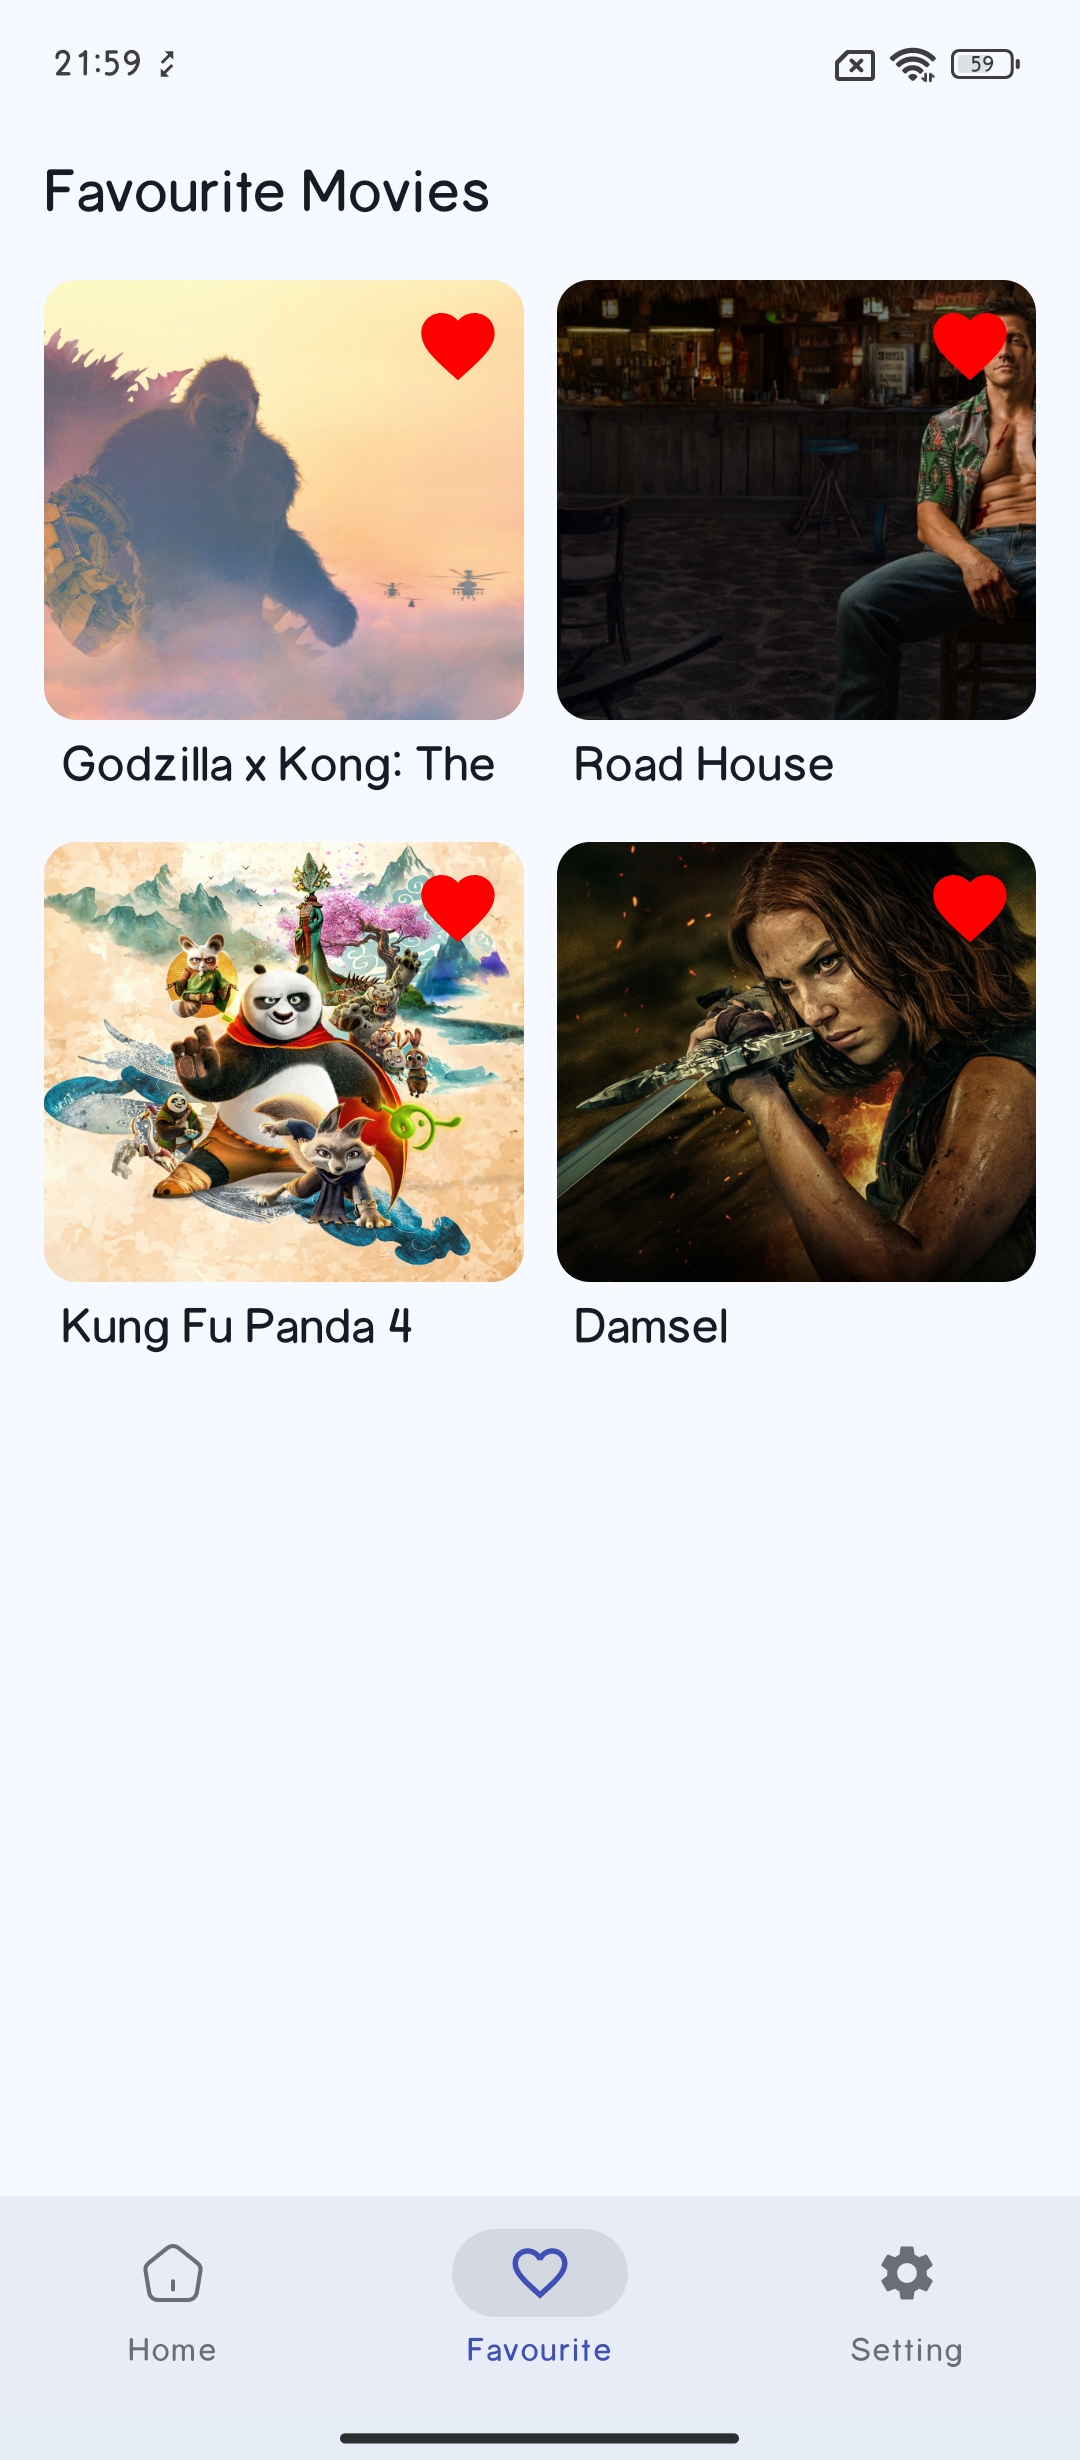 21:59
59
Favourite Movies
Godzilla x Kong: The
Road House
Kung Fu Panda 4
Damsel
Home
Favourite
Setting